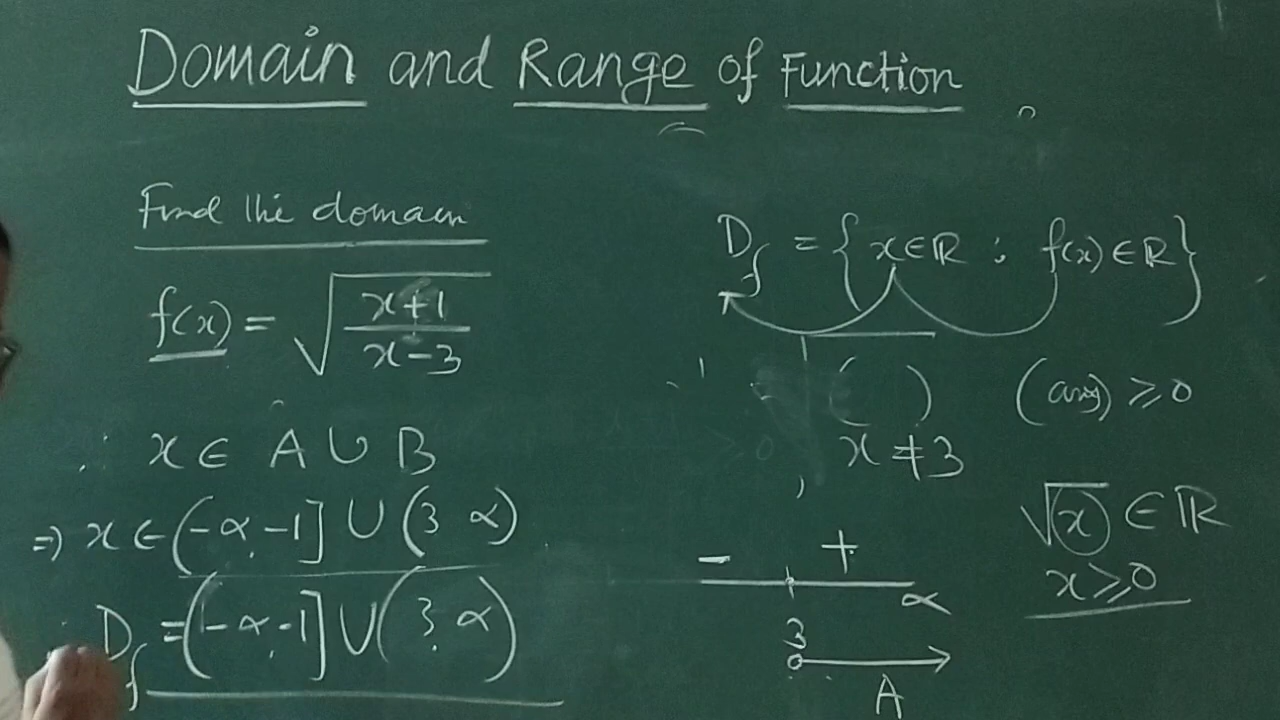 Domain and Range of Function
Find the domain
f(x) = √((x+1)/(x-3))
∴ x ∈ A ∪ B
⇒ x ∈ (-∝, -1] ∪ (3 ∝)
D_f = (-∝, -1] ∪ (3, ∝)
D_f = { x∈ℝ : f(x)∈ℝ }
( ) (any) ≥ 0
x ≠ 3
√x ∈ ℝ
x ≥ 0
- +
∝
3
A